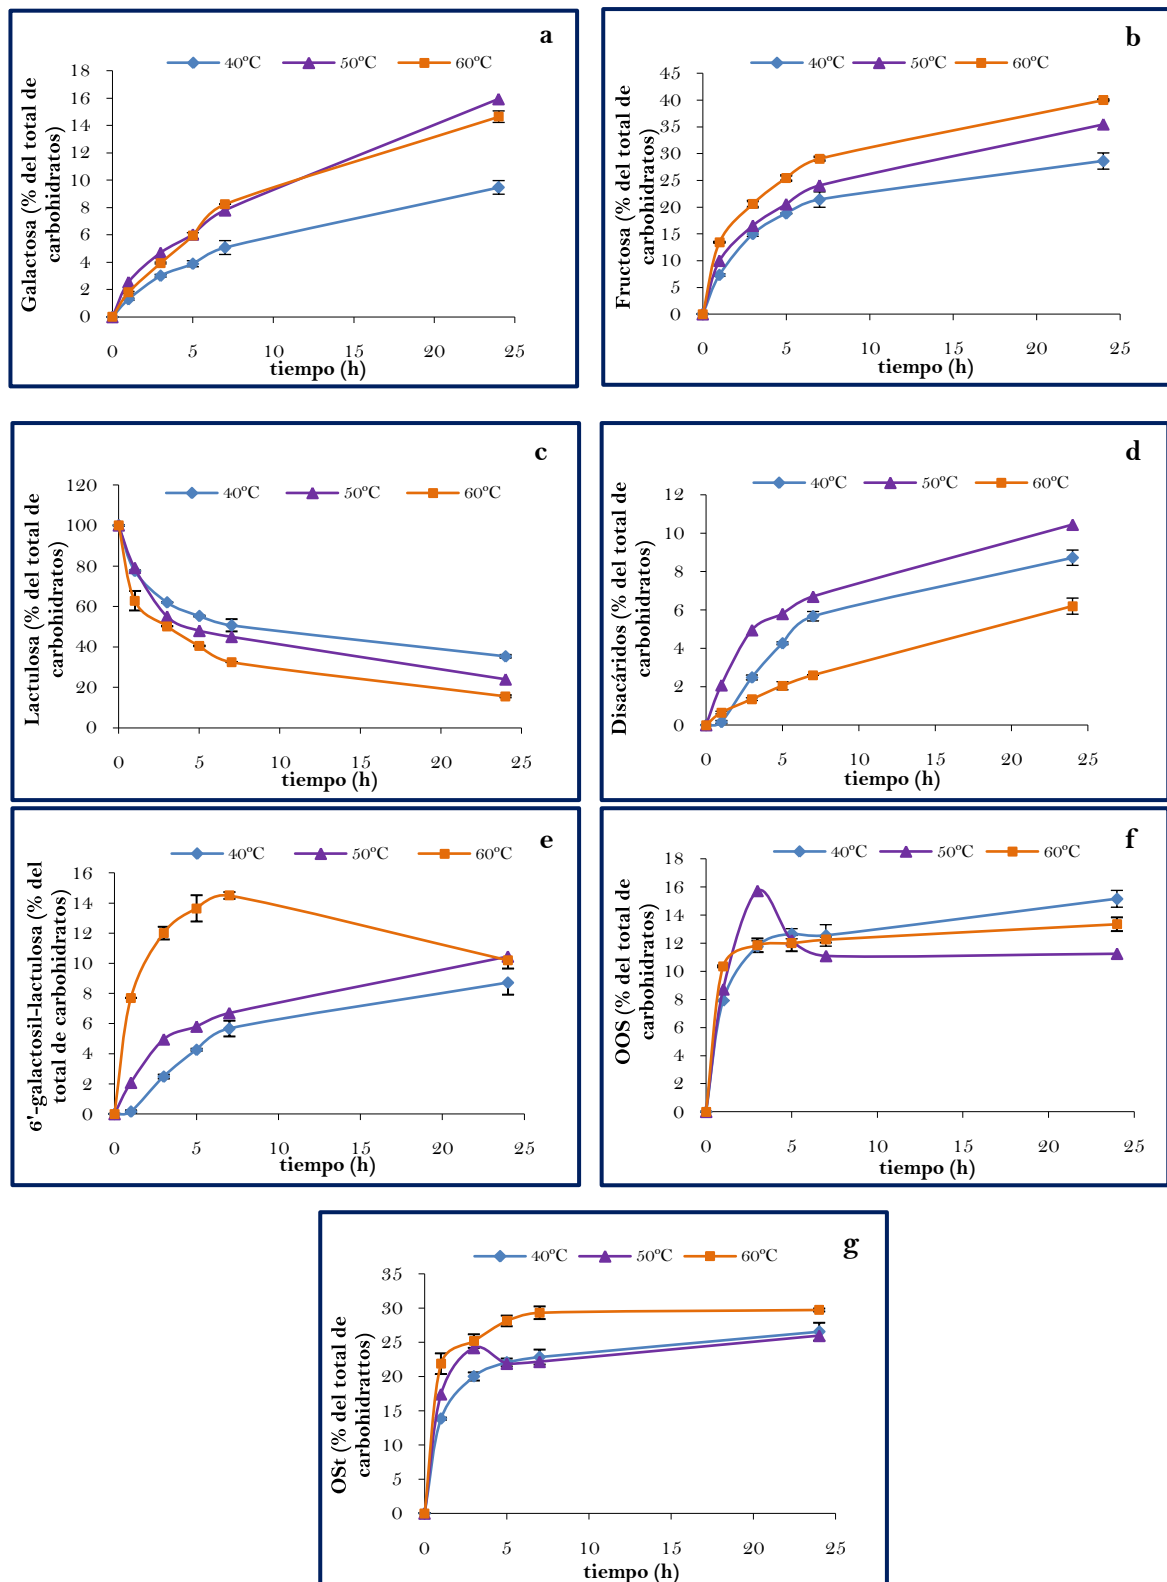 a
40ºC 50ºC 60ºC
18
16
14
12
10
8
6
4
2
0
0 5 10 15 20 25
tiempo (h)
Galactosa (% del total de
carbohidratos)
b
40ºC 50ºC 60ºC
45
40
35
30
25
20
15
10
5
0
0 5 10 15 20 25
tiempo (h)
Fructosa (% del total de
carbohidratos)
c
40ºC 50ºC 60ºC
120
100
80
60
40
20
0
0 5 10 15 20 25
tiempo (h)
Lactulosa (% del total de
carbohidratos)
d
40ºC 50ºC 60ºC
12
10
8
6
4
2
0
0 5 10 15 20 25
tiempo (h)
Disacáridos (% del total de
carbohidratos)
e
40ºC 50ºC 60ºC
16
14
12
10
8
6
4
2
0
0 5 10 15 20 25
tiempo (h)
6'-galactosil-lactulosa (% del
total de carbohidratos)
f
40ºC 50ºC 60ºC
18
16
14
12
10
8
6
4
2
0
0 5 10 15 20 25
tiempo (h)
OOS (% del total de
carbohidratos)
g
40ºC 50ºC 60ºC
35
30
25
20
15
10
5
0
0 5 10 15 20 25
tiempo (h)
OSt (% del total de
carbohidrattos)